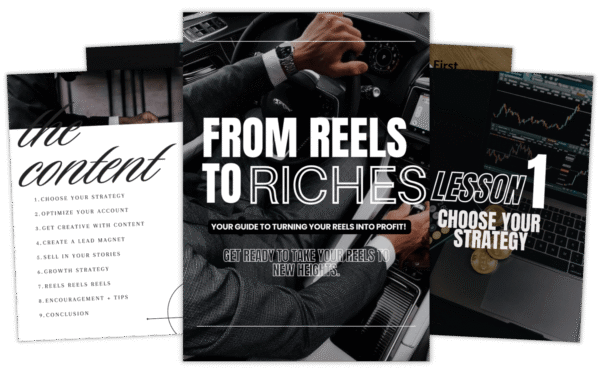 the
content
1. CHOOSE YOUR STRATEGY
2. OPTIMIZE YOUR ACCOUNT
3. GET CREATIVE WITH CONTENT
4. CREATE A LEAD MAGNET
5. SELL IN YOUR STORIES
6. GROWTH STRATEGY
7. REELS REELS REELS
8. ENCOURAGEMENT + TIPS
9. CONCLUSION
FROM REELS
TO RICHES
YOUR GUIDE TO TURNING YOUR REELS INTO PROFIT!
GET READY TO TAKE YOUR REELS TO
NEW HEIGHTS.
First
LESSON 1
CHOOSE YOUR
STRATEGY